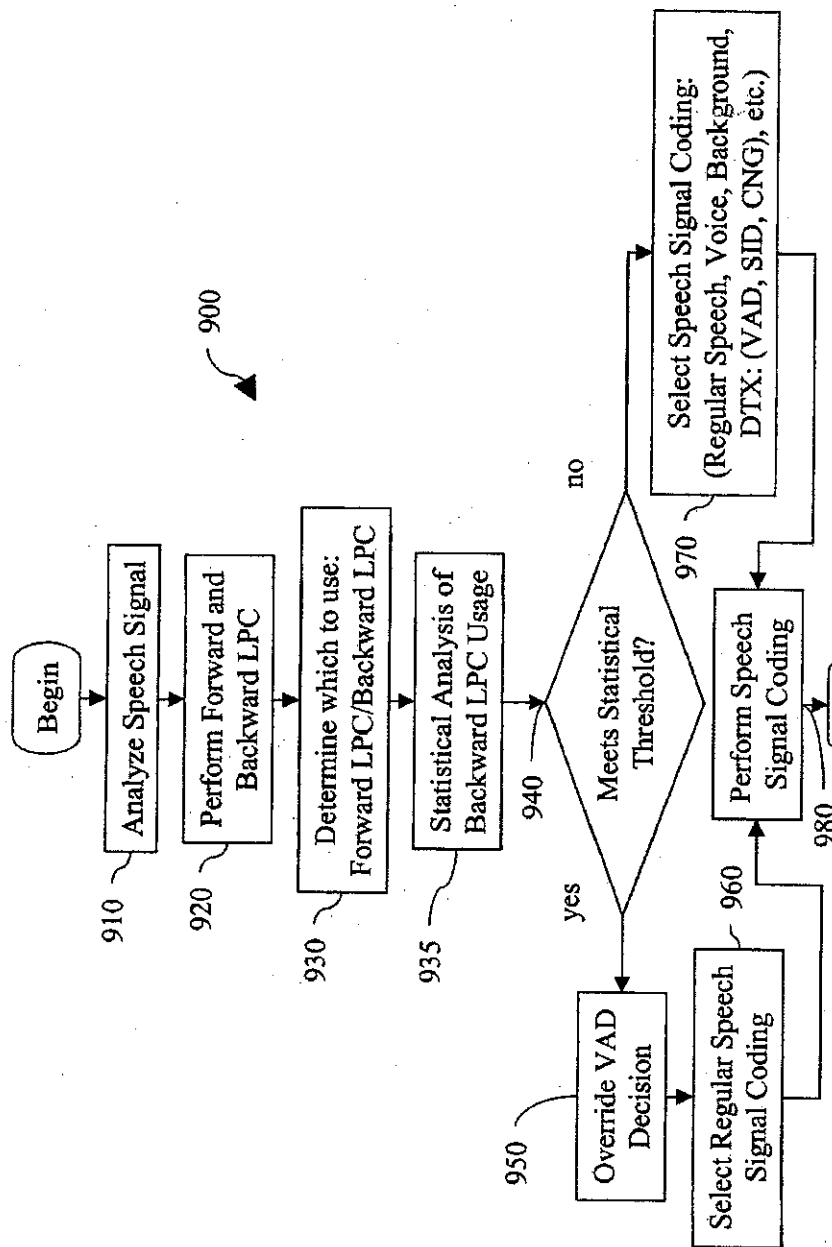 900
Begin
910
Analyze Speech Signal
920
Perform Forward and
Backward LPC
930
Determine which to use:
Forward LPC/Backward LPC
935
Statistical Analysis of
Backward LPC Usage
940
Meets Statistical
Threshold?
yes
no
950
Override VAD
Decision
960
Select Regular Speech
Signal Coding
970
Select Speech Signal Coding:
(Regular Speech, Voice, Background,
DTX: (VAD, SID, CNG), etc.)
Perform Speech
Signal Coding
980